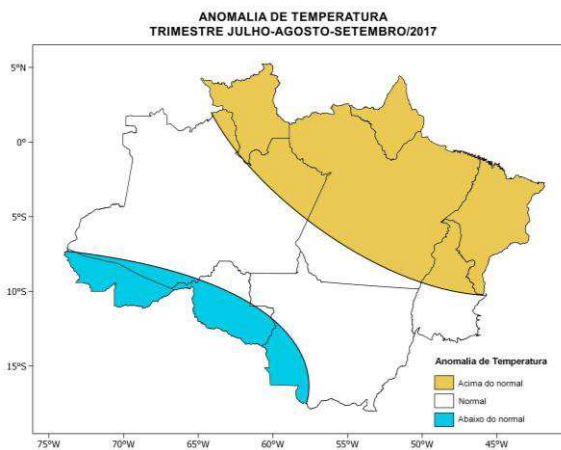 ANOMALIA DE TEMPERATURA
TRIMESTRE JULHO-AGOSTO-SETEMBRO/2017
5°N
0°
5°S
10°S
15°S
Anomalia de Temperatura
Acima do normal
Normal
Abaixo do normal
75°W 70°W 65°W 60°W 55°W 50°W 45°W